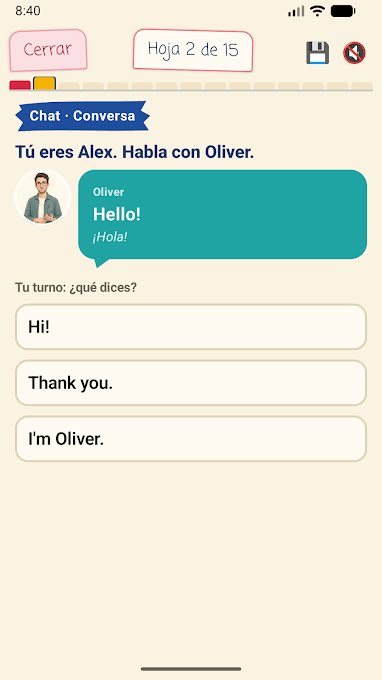 8:40
Cerrar
Hoja 2 de 15
Chat · Conversa
Tú eres Alex. Habla con Oliver.
Oliver
Hello!
¡Hola!
Tu turno: ¿qué dices?
Hi!
Thank you.
I'm Oliver.